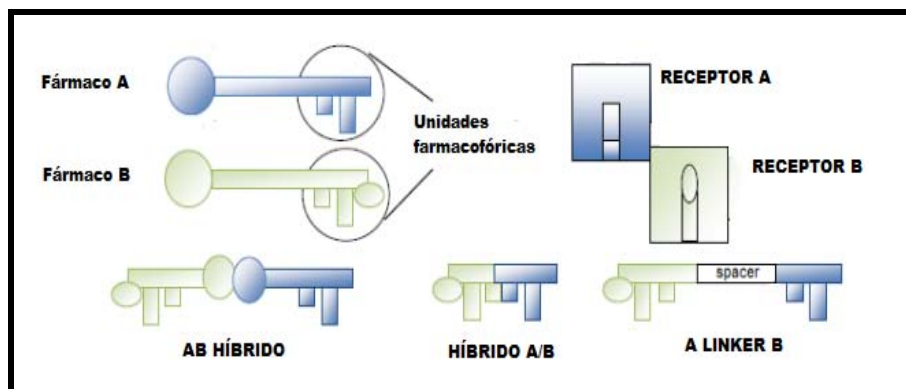 Fármaco A
RECEPTOR A
Unidades
farmacofóricas
Fármaco B
RECEPTOR B
spacer
AB HÍBRIDO
HÍBRIDO A/B
A LINKER B